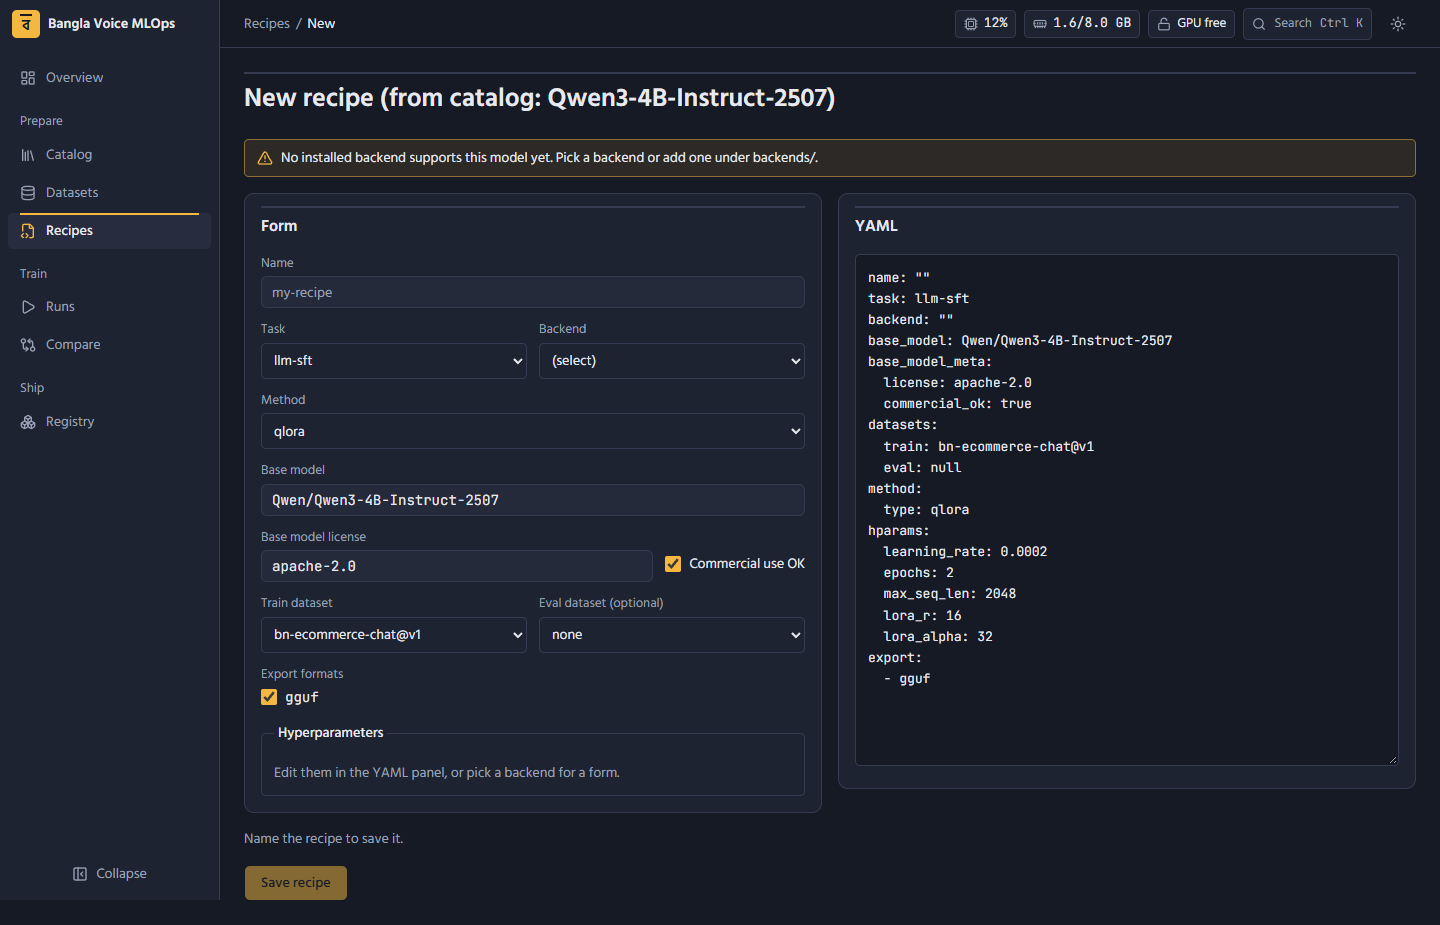 ব Bangla Voice MLOps
Recipes / New
12%
1.6/8.0 GB
GPU free
Search Ctrl K
Overview
Prepare
Catalog
Datasets
Recipes
Train
Runs
Compare
Ship
Registry
Collapse
New recipe (from catalog: Qwen3-4B-Instruct-2507)
No installed backend supports this model yet. Pick a backend or add one under backends/.
Form
Name
my-recipe
Task
Backend
llm-sft
(select)
Method
qlora
Base model
Qwen/Qwen3-4B-Instruct-2507
Base model license
apache-2.0
Commercial use OK
Train dataset
Eval dataset (optional)
bn-ecommerce-chat@v1
none
Export formats
gguf
Hyperparameters
Edit them in the YAML panel, or pick a backend for a form.
YAML
name: ""
task: llm-sft
backend: ""
base_model: Qwen/Qwen3-4B-Instruct-2507
base_model_meta:
  license: apache-2.0
  commercial_ok: true
datasets:
  train: bn-ecommerce-chat@v1
  eval: null
method:
  type: qlora
hparams:
  learning_rate: 0.0002
  epochs: 2
  max_seq_len: 2048
  lora_r: 16
  lora_alpha: 32
export:
  - gguf
Name the recipe to save it.
Save recipe